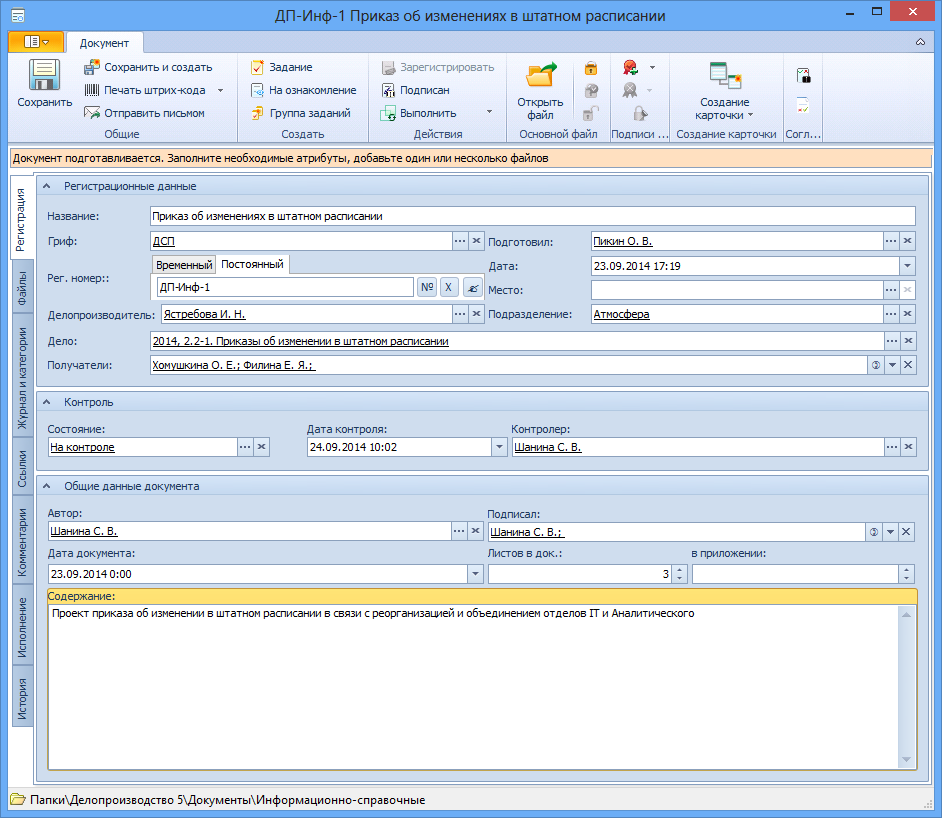 ДП-Инф-1 Приказ об изменениях в штатном расписании
Документ
Сохранить
Сохранить и создать
Печать штрих-кода
Отправить письмом
Общие
Задание
На ознакомление
Группа заданий
Создать
Зарегистрировать
Подписан
Выполнить
Действия
Открыть
файл
Основной файл
Подписи ...
Создание
карточки
Создание карточки
Согл...
Документ подготавливается. Заполните необходимые атрибуты, добавьте один или несколько файлов
Регистрация
Файлы
Журнал и категории
Ссылки
Комментарии
Исполнение
История
Регистрационные данные
Название: Приказ об изменениях в штатном расписании
Гриф: ДСП
Подготовил: Пикин О. В.
Временный Постоянный
Дата: 23.09.2014 17:19
Рег. номер:: ДП-Инф-1 № X
Место:
Делопроизводитель: Ястребова И. Н.
Подразделение: Атмосфера
Дело: 2014, 2.2-1. Приказы об изменении в штатном расписании
Получатели: Хомушкина О. Е.; Филина Е. Я.;
Контроль
Состояние: Дата контроля: Контролер:
На контроле 24.09.2014 10:02 Шанина С. В.
Общие данные документа
Автор: Подписал:
Шанина С. В. Шанина С. В.;
Дата документа: Листов в док.: в приложении:
23.09.2014 0:00 3
Содержание:
Проект приказа об изменении в штатном расписании в связи с реорганизацией и объединением отделов IT и Аналитического
Папки\Делопроизводство 5\Документы\Информационно-справочные